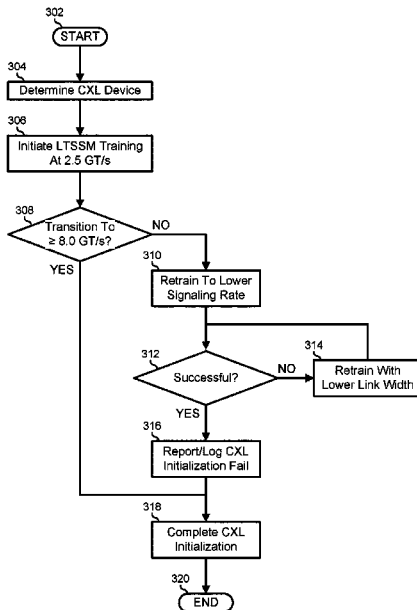 302
START
304
Determine CXL Device
306
Initiate LTSSM Training
At 2.5 GT/s
308
Transition To
≥ 8.0 GT/s?
NO
YES
310
Retrain To Lower
Signaling Rate
312
Successful?
NO
314
Retrain With
Lower Link Width
YES
316
Report/Log CXL
Initialization Fail
318
Complete CXL
Initialization
320
END